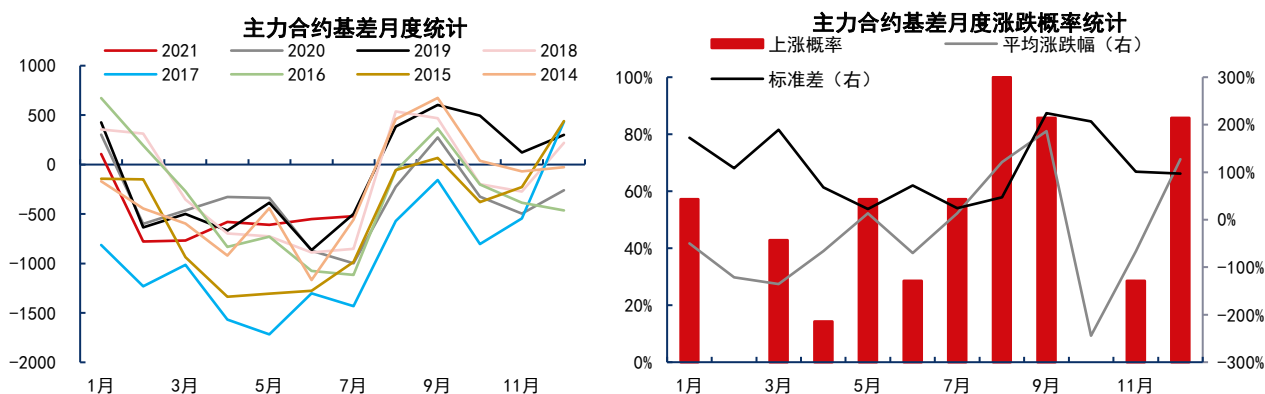 主力合约基差月度统计
2021 2020 2019 2018
2017 2016 2015 2014
1000
500
0
-500
-1000
-1500
-2000
1月 3月 5月 7月 9月 11月
主力合约基差月度涨跌概率统计
上涨概率 平均涨跌幅（右）
标准差（右）
100%
80%
60%
40%
20%
0%
300%
200%
100%
0%
-100%
-200%
-300%
1月 3月 5月 7月 9月 11月